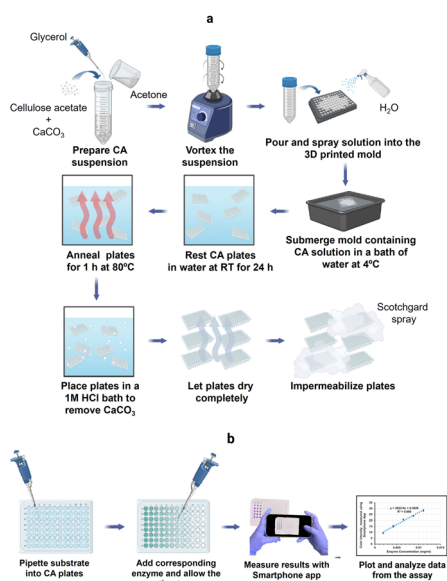 a
Glycerol
Acetone
Cellulose acetate
+
CaCO3
H2O
Prepare CA
suspension
Vortex the
suspension
Pour and spray solution into the
3D printed mold
Anneal plates
for 1 h at 80ºC
Rest CA plates
in water at RT for 24 h
Submerge mold containing
CA solution in a bath of
water at 4ºC
Scotchgard
spray
Place plates in a
1M HCl bath to
remove CaCO3
Let plates dry
completely
Impermeabilize plates
b
Pipette substrate
into CA plates
Add corresponding
enzyme and allow the
Measure results with
Smartphone app
Enzyme Concentration (mg/ml)
Plot and analyze data
from the assay